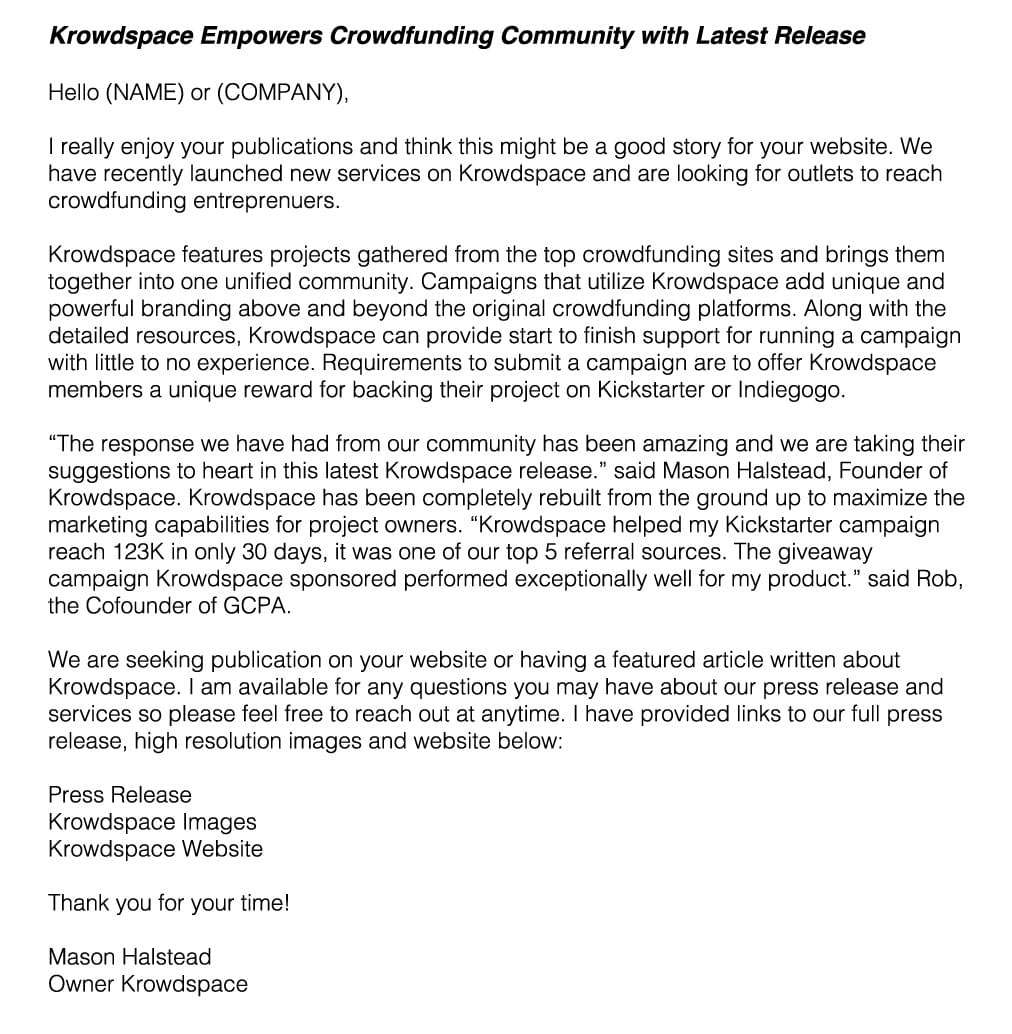 Krowdspace Empowers Crowdfunding Community with Latest Release
Hello (NAME) or (COMPANY),
I really enjoy your publications and think this might be a good story for your website. We
have recently launched new services on Krowdspace and are looking for outlets to reach
crowdfunding entreprenuers.
Krowdspace features projects gathered from the top crowdfunding sites and brings them
together into one unified community. Campaigns that utilize Krowdspace add unique and
powerful branding above and beyond the original crowdfunding platforms. Along with the
detailed resources, Krowdspace can provide start to finish support for running a campaign
with little to no experience. Requirements to submit a campaign are to offer Krowdspace
members a unique reward for backing their project on Kickstarter or Indiegogo.
“The response we have had from our community has been amazing and we are taking their
suggestions to heart in this latest Krowdspace release.” said Mason Halstead, Founder of
Krowdspace. Krowdspace has been completely rebuilt from the ground up to maximize the
marketing capabilities for project owners. “Krowdspace helped my Kickstarter campaign
reach 123K in only 30 days, it was one of our top 5 referral sources. The giveaway
campaign Krowdspace sponsored performed exceptionally well for my product.” said Rob,
the Cofounder of GCPA.
We are seeking publication on your website or having a featured article written about
Krowdspace. I am available for any questions you may have about our press release and
services so please feel free to reach out at anytime. I have provided links to our full press
release, high resolution images and website below:
Press Release
Krowdspace Images
Krowdspace Website
Thank you for your time!
Mason Halstead
Owner Krowdspace